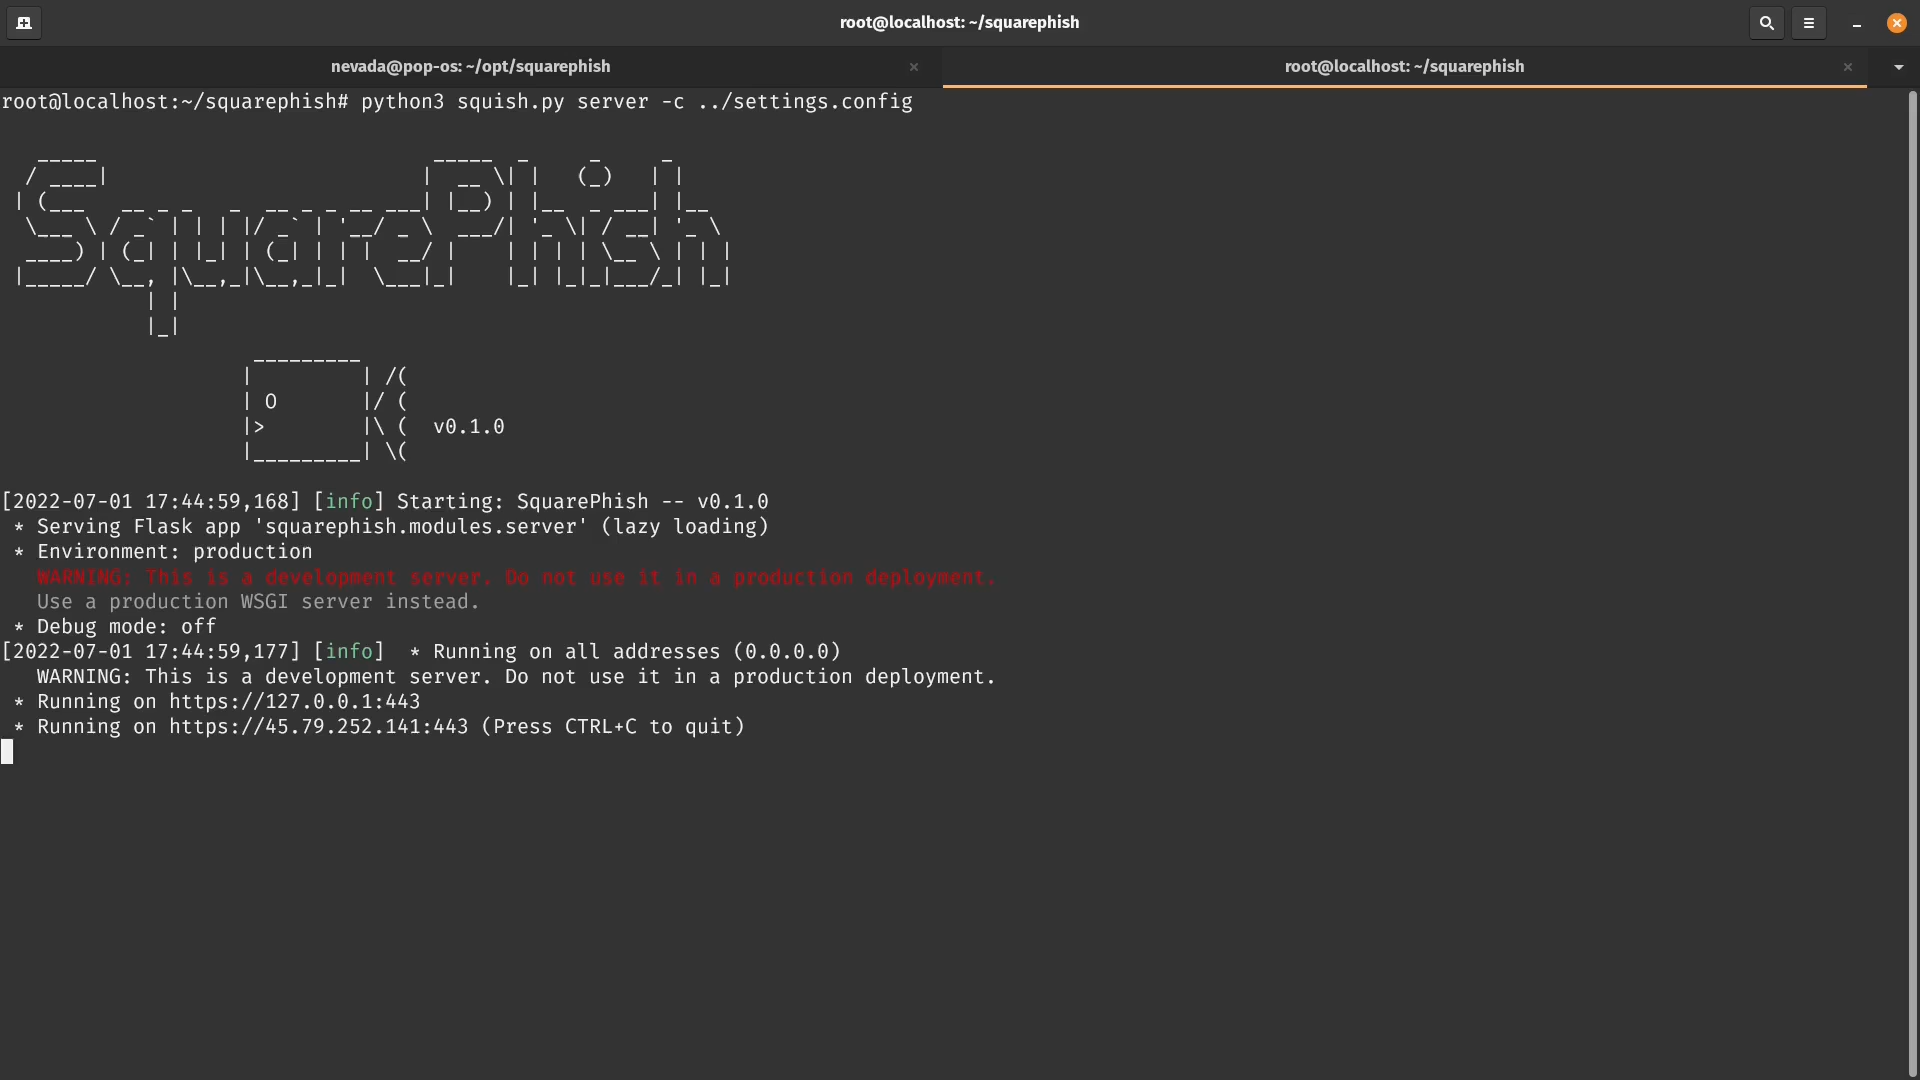 root@localhost: ~/squarephish
nevada@pop-os: ~/opt/squarephish
root@localhost: ~/squarephish
root@localhost:~/squarephish# python3 squish.py server -c ../settings.config
SquarePhish
v0.1.0
[2022-07-01 17:44:59,168] [info] Starting: SquarePhish -- v0.1.0
* Serving Flask app 'squarephish.modules.server' (lazy loading)
* Environment: production
WARNING: This is a development server. Do not use it in a production deployment.
Use a production WSGI server instead.
* Debug mode: off
[2022-07-01 17:44:59,177] [info]  * Running on all addresses (0.0.0.0)
WARNING: This is a development server. Do not use it in a production deployment.
* Running on https://127.0.0.1:443
* Running on https://45.79.252.141:443 (Press CTRL+C to quit)